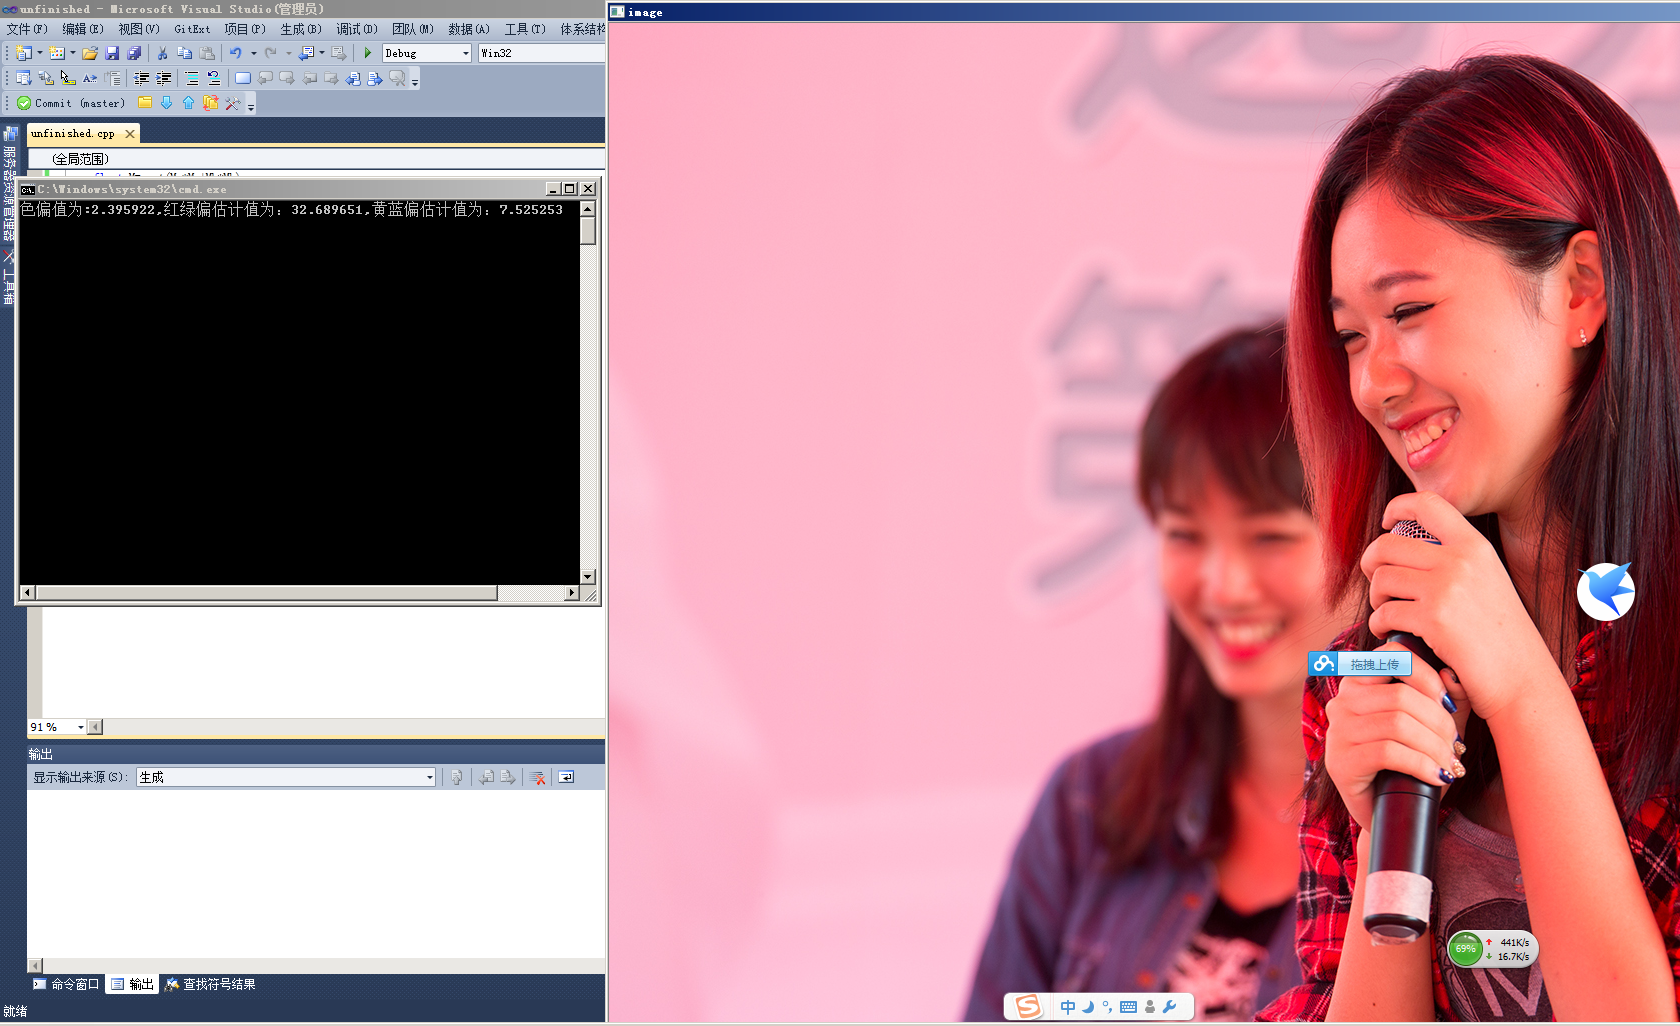 unfinished - Microsoft Visual Studio(管理员)
文件(F) 编辑(E) 视图(V) GitExt 项目(P) 生成(B) 调试(D) 团队(M) 数据(A) 工具(T) 体系结构
Debug Win32
Commit (master)
unfinished.cpp
(全局范围)
服务器资源管理器
工具箱
C:\Windows\system32\cmd.exe
色偏值为:2.395922,红绿偏估计值为: 32.689651,黄蓝偏估计值为: 7.525253
91 %
输出
显示输出来源(S): 生成
命令窗口 输出 查找符号结果
就绪
image
拖拽上传
69% 441K/s
16.7K/s
S 中